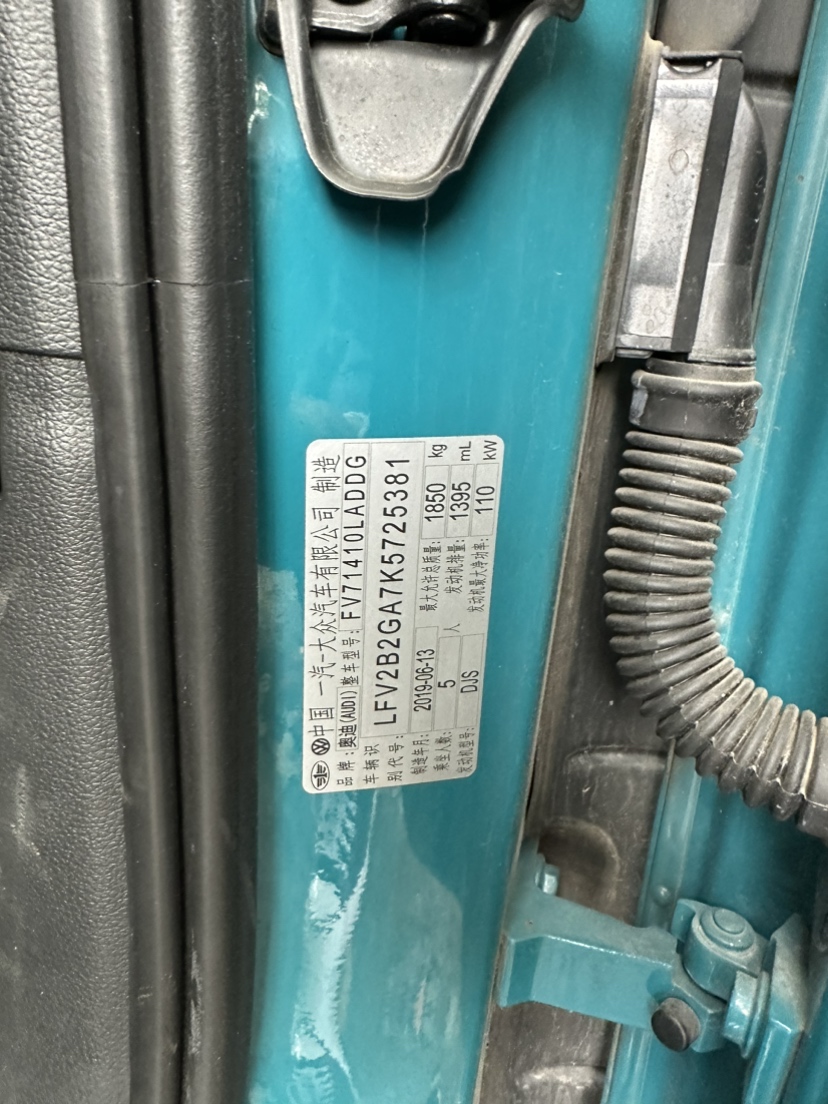 中国 一汽-大众汽车有限公司 制造
品牌：奥迪(AUDI) 整车型号：FV71410LADDG
车辆识别代号：LFV2B2GA7K5725381
制造年月：2019-06-13 最大允许总质量：1850 kg
乘坐人数：5 人 发动机排量：1395 mL
发动机型号：DJS 发动机最大净功率：110 kW